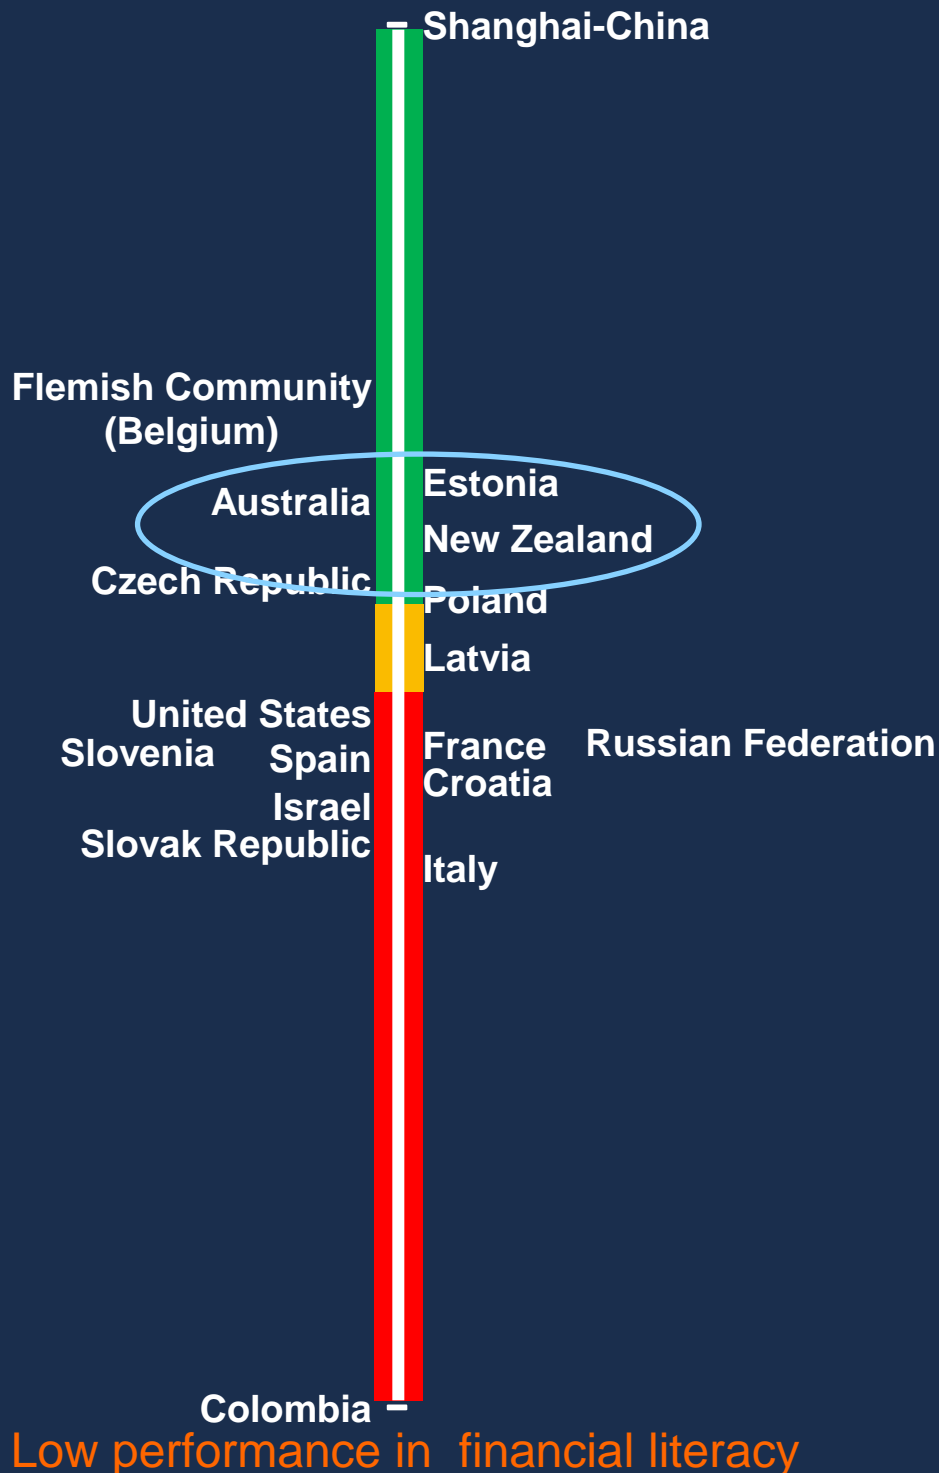 Shanghai-China
Flemish Community
(Belgium)
Estonia
Australia
New Zealand
Czech Republic
Poland
Latvia
United States
Slovenia
Spain
France
Russian Federation
Croatia
Israel
Slovak Republic
Italy
Colombia
Low performance in  financial literacy